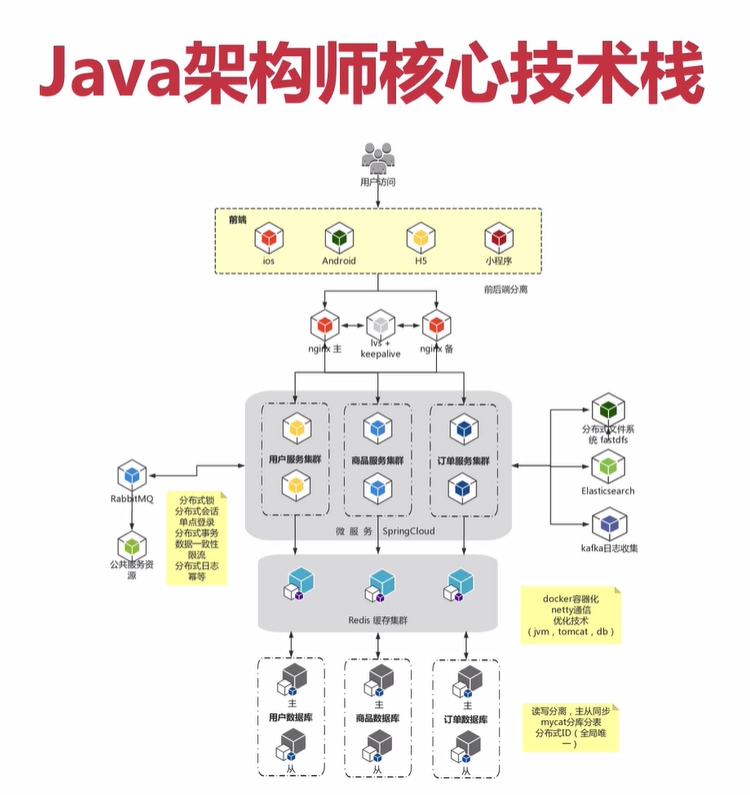 Java架构师核心技术栈
用户访问
前端
ios
Android
H5
小程序
前后端分离
nginx 主
lvs +
keepalive
nginx 备
用户服务集群
商品服务集群
订单服务集群
微 服 务 SpringCloud
分布式文件系
统 fastdfs
Elasticsearch
kafka日志收集
RabbitMQ
公共服务资
源
分布式锁
分布式会话
单点登录
分布式事务
数据一致性
限流
分布式日志
幂等
Redis 缓存集群
docker容器化
netty通信
优化技术
（jvm，tomcat，db）
主
用户数据库
从
主
商品数据库
从
主
订单数据库
从
读写分离，主从同步
mycat分库分表
分布式ID（全局唯
一）